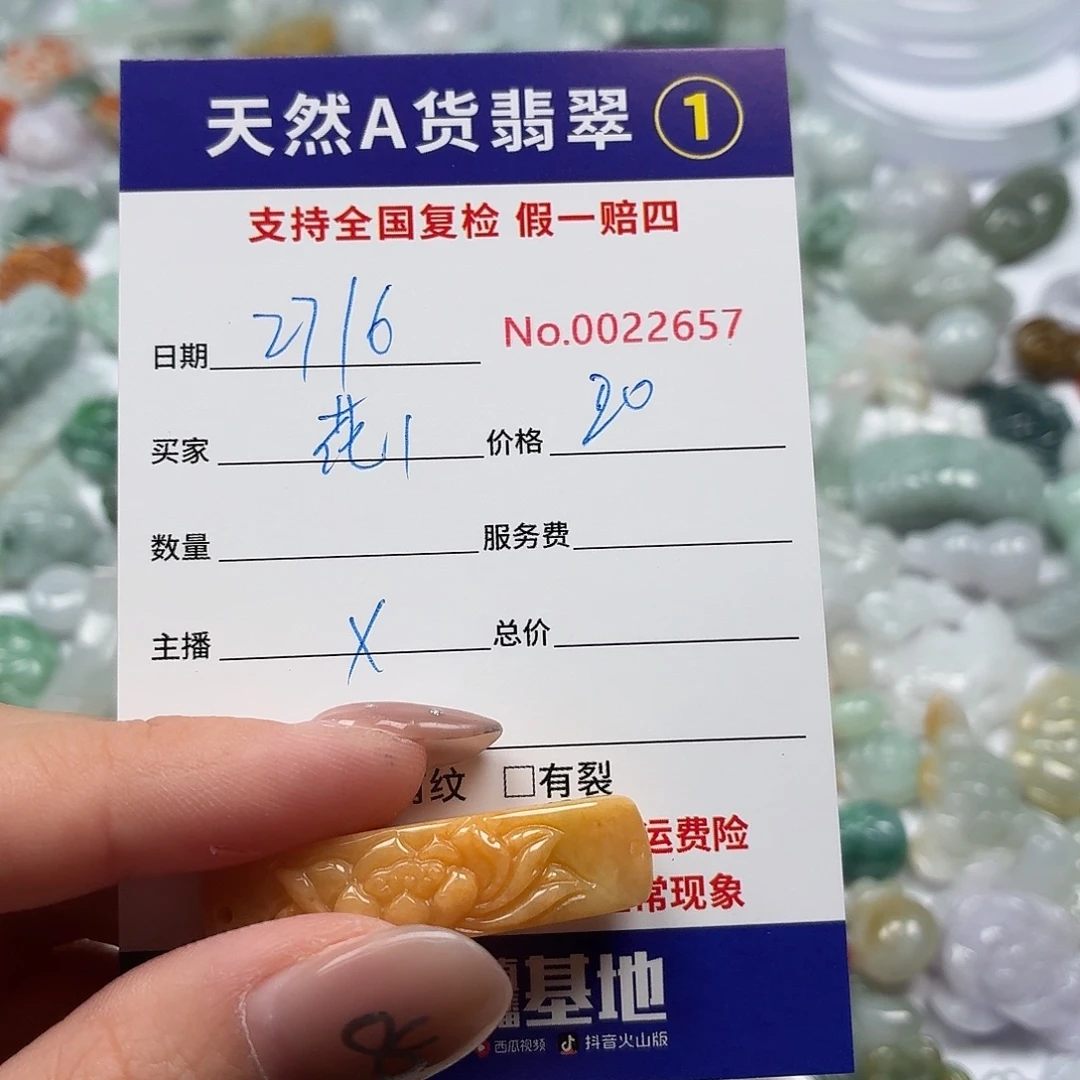 天然A货翡翠 1
支持全国复检 假一赔四
日期 27/6 No.0022657
买家 花1 价格 20
数量 服务费
主播 X 总价
纹 □有裂
运费险
常现象
基地
西瓜视频 抖音火山版